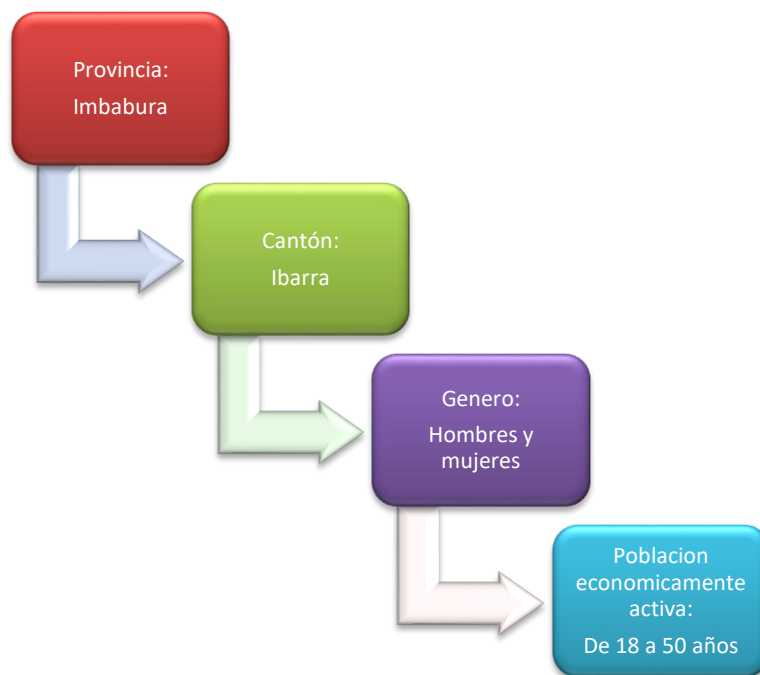 Provincia:
Imbabura
Cantón:
Ibarra
Genero:
Hombres y
mujeres
Poblacion
economicamente
activa:
De 18 a 50 años